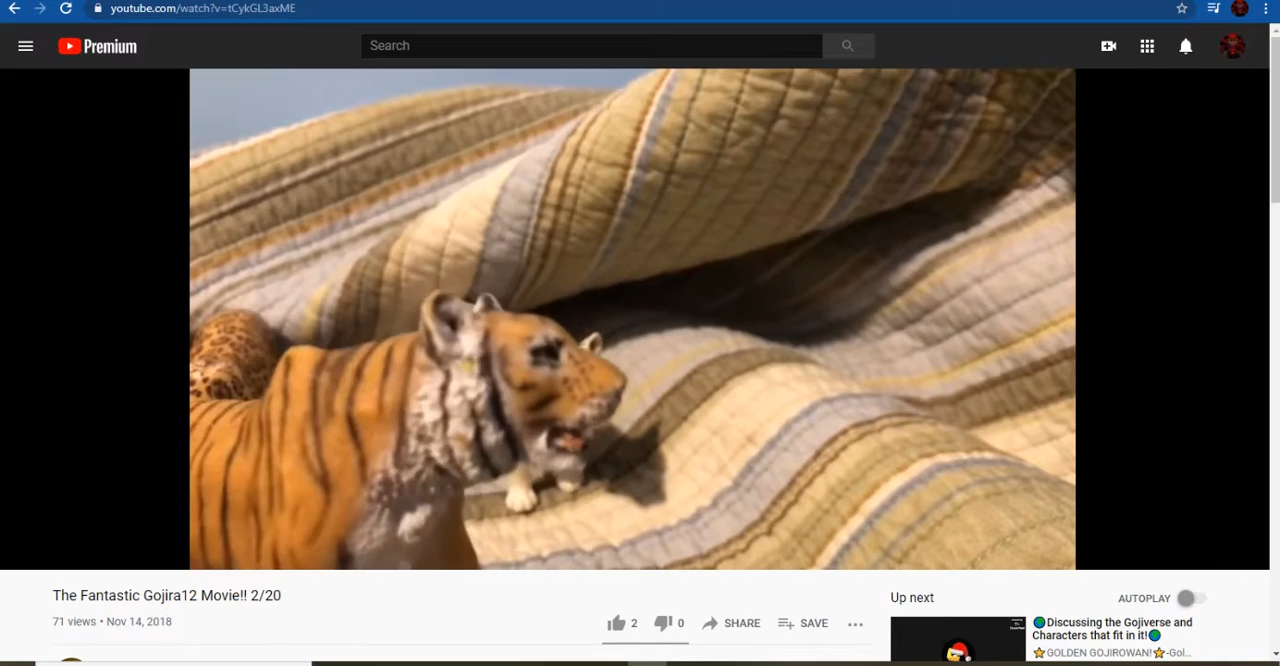 youtube.com/watch?v=tCykGL3axME
Premium
Search
The Fantastic Gojira12 Movie!! 2/20
71 views • Nov 14, 2018
2
0
SHARE
SAVE
Up next
AUTOPLAY
🌎Discussing the Gojiverse and
Characters that fit in it!🌎
⭐GOLDEN GOJIROWAN!⭐-Gol...